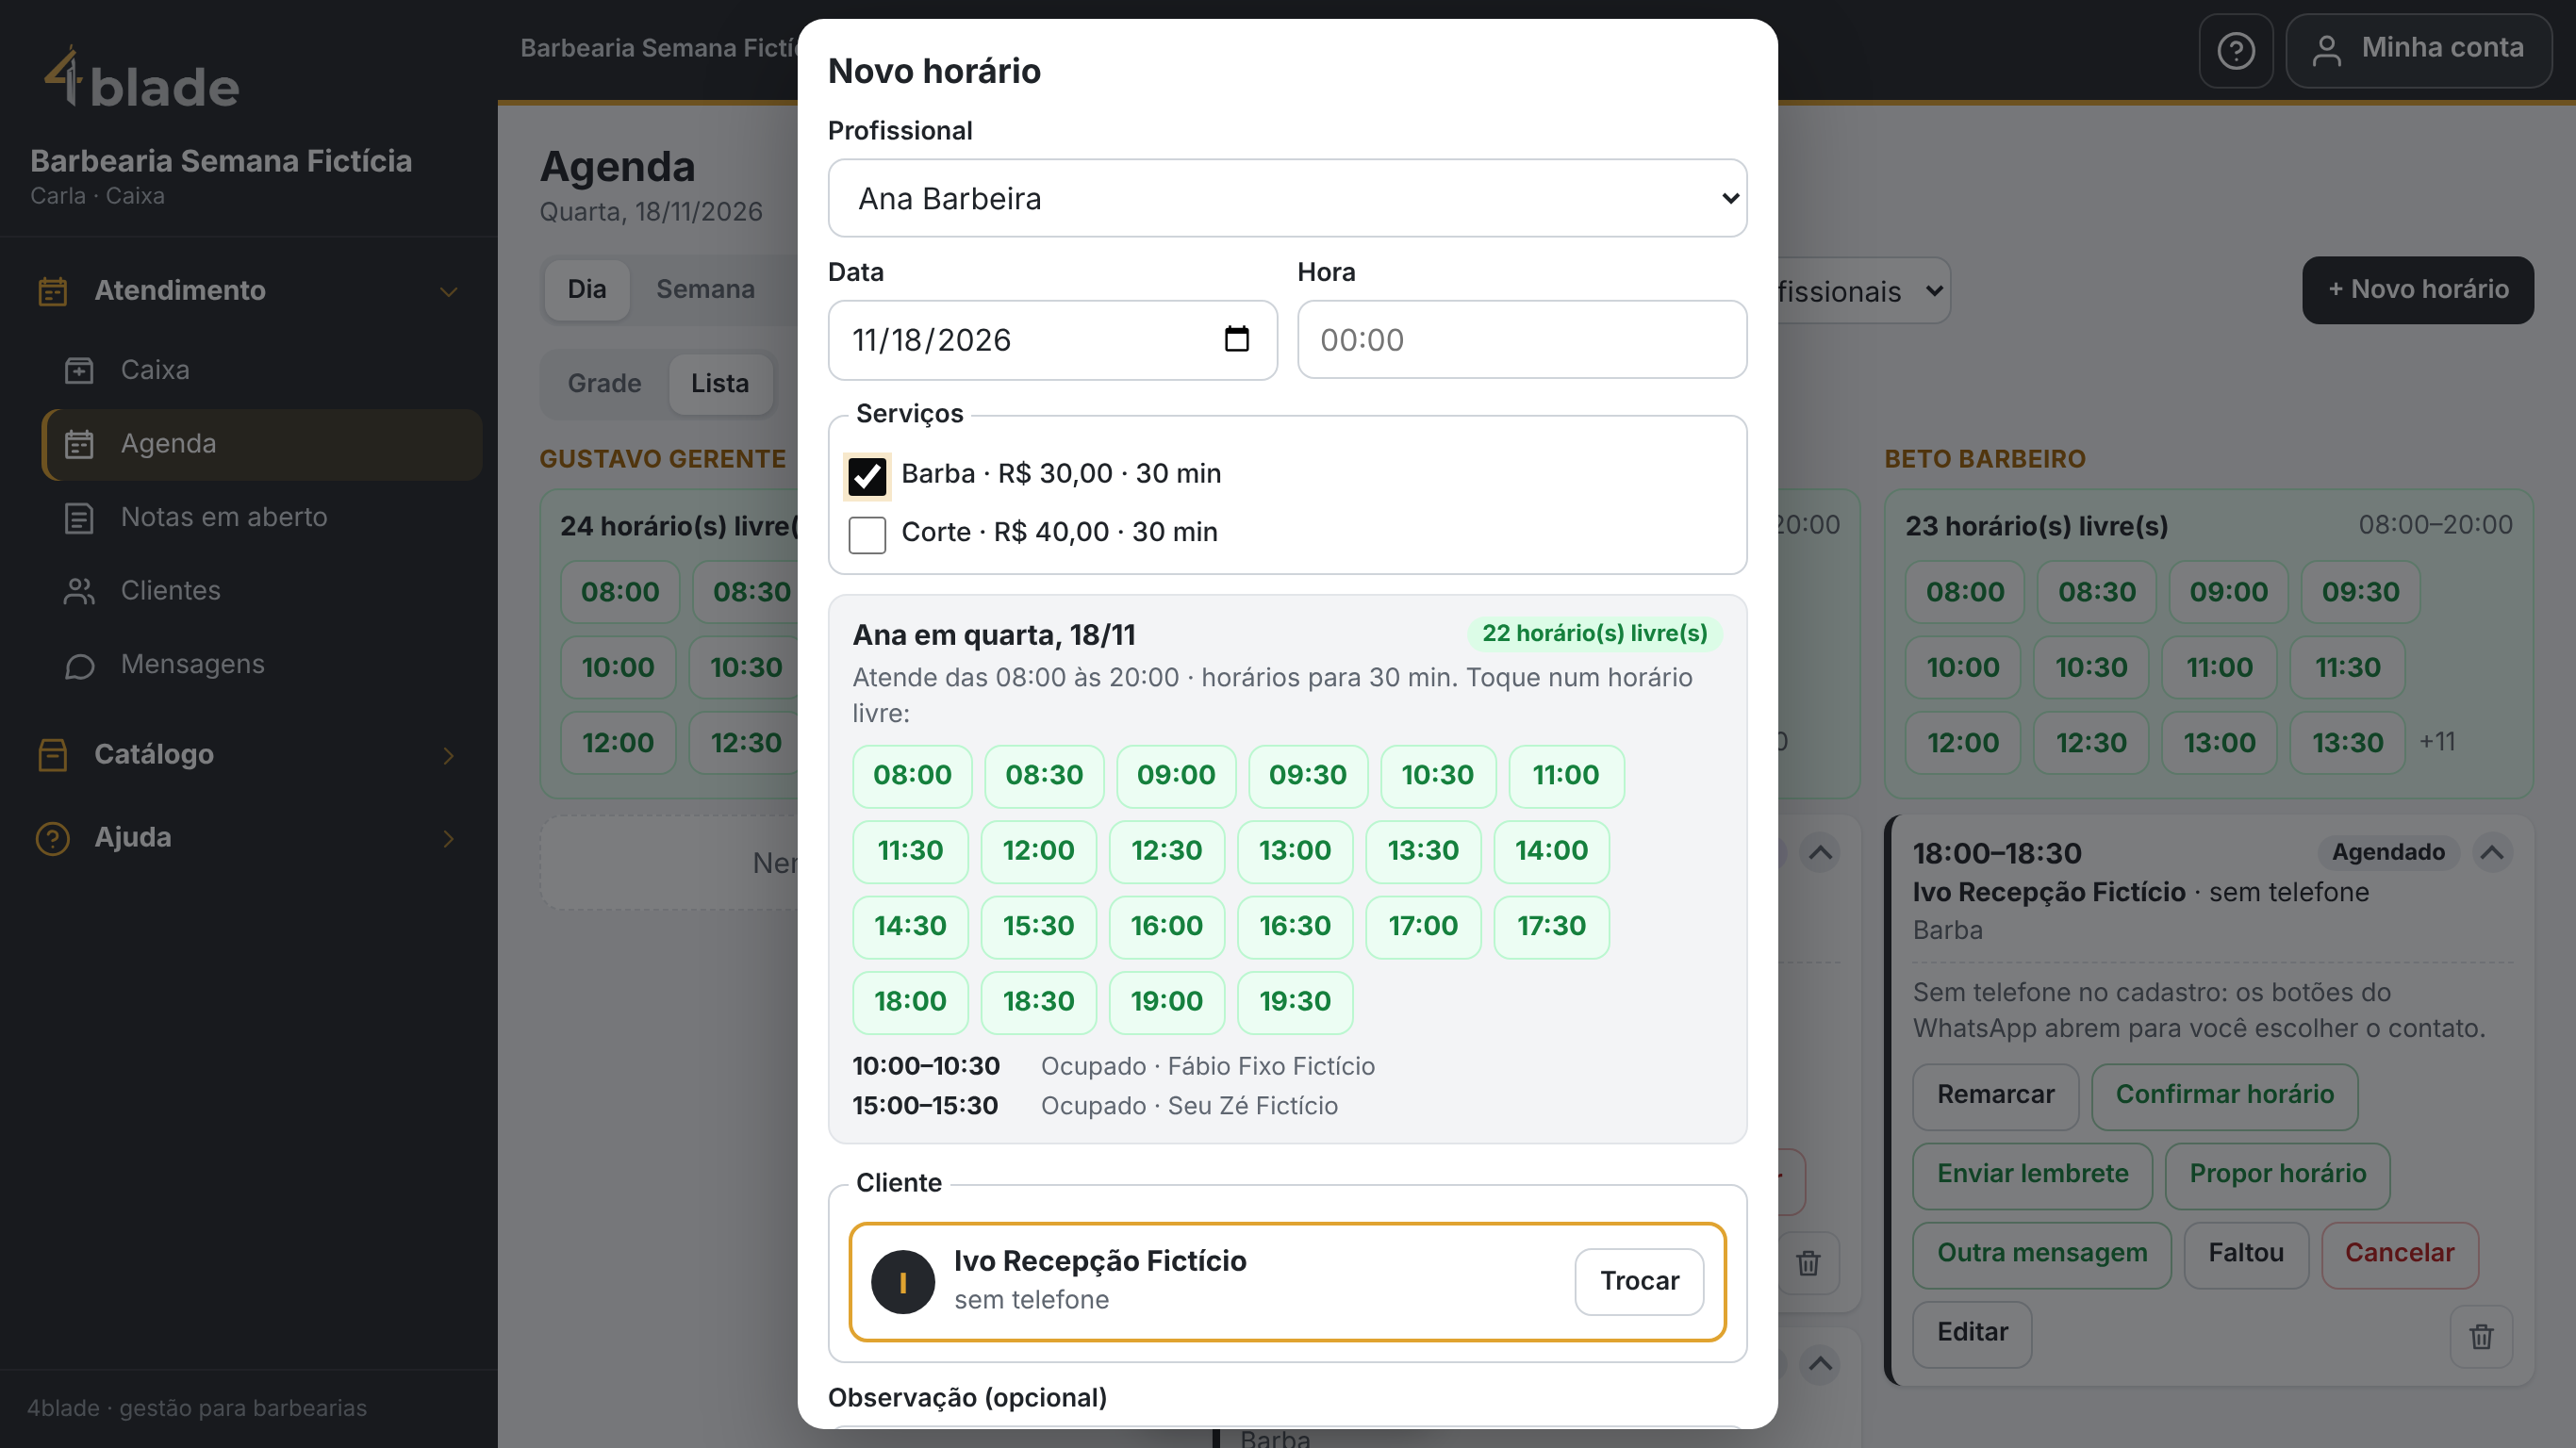 4blade
Barbearia Semana Fictícia
Carla · Caixa
Atendimento
Caixa
Agenda
Notas em aberto
Clientes
Mensagens
Catálogo
Ajuda
4blade · gestão para barbearias
Barbearia Semana
Minha conta
Agenda
Quarta, 18/11/2026
Dia
Semana
+ Novo horário
Grade
Lista
GUSTAVO GERENTE
24 horário(s)
08:00
08:30
10:00
10:30
12:00
12:30
Novo horário
Profissional
Ana Barbeira
Data
Hora
11/18/2026
00:00
Serviços
Barba · R$ 30,00 · 30 min
Corte · R$ 40,00 · 30 min
Ana em quarta, 18/11
22 horário(s) livre(s)
Atende das 08:00 às 20:00 · horários para 30 min. Toque num horário
livre:
08:00 08:30 09:00 09:30 10:30 11:00
11:30 12:00 12:30 13:00 13:30 14:00
14:30 15:30 16:00 16:30 17:00 17:30
18:00 18:30 19:00 19:30
10:00–10:30 Ocupado · Fábio Fixo Fictício
15:00–15:30 Ocupado · Seu Zé Fictício
Cliente
I
Ivo Recepção Fictício
sem telefone
Trocar
Observação (opcional)
Barba
BETO BARBEIRO
23 horário(s) livre(s)
08:00–20:00
08:00 08:30 09:00 09:30
10:00 10:30 11:00 11:30
12:00 12:30 13:00 13:30 +11
18:00–18:30
Agendado
Ivo Recepção Fictício · sem telefone
Barba
Sem telefone no cadastro: os botões do
WhatsApp abrem para você escolher o contato.
Remarcar
Confirmar horário
Enviar lembrete
Propor horário
Outra mensagem
Faltou
Cancelar
Editar